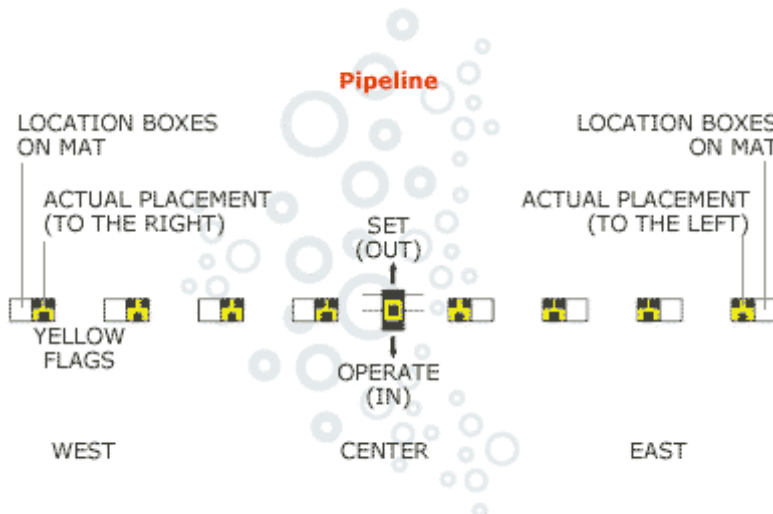 Pipeline
LOCATION BOXES
ON MAT
LOCATION BOXES
ON MAT
ACTUAL PLACEMENT
(TO THE RIGHT)
ACTUAL PLACEMENT
(TO THE LEFT)
SET
(OUT)
YELLOW
FLAGS
OPERATE
(IN)
WEST
CENTER
EAST